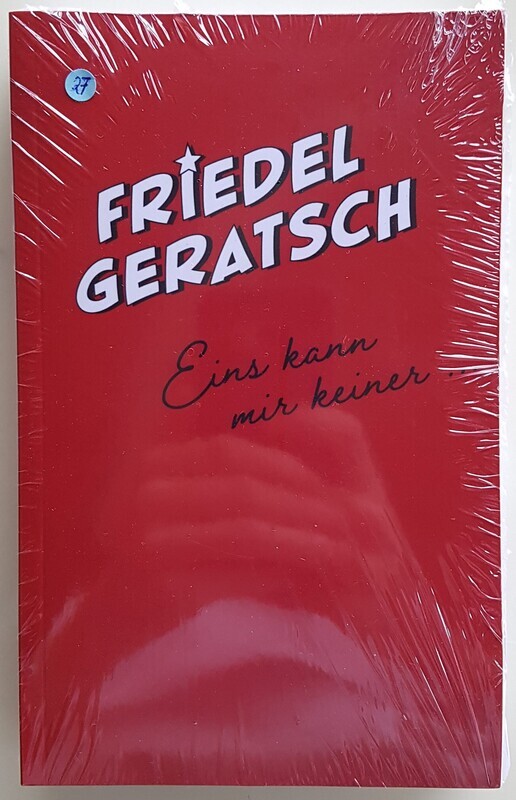 27
FRIEDEL
GERATSCH
Eins kann
mir keiner ...